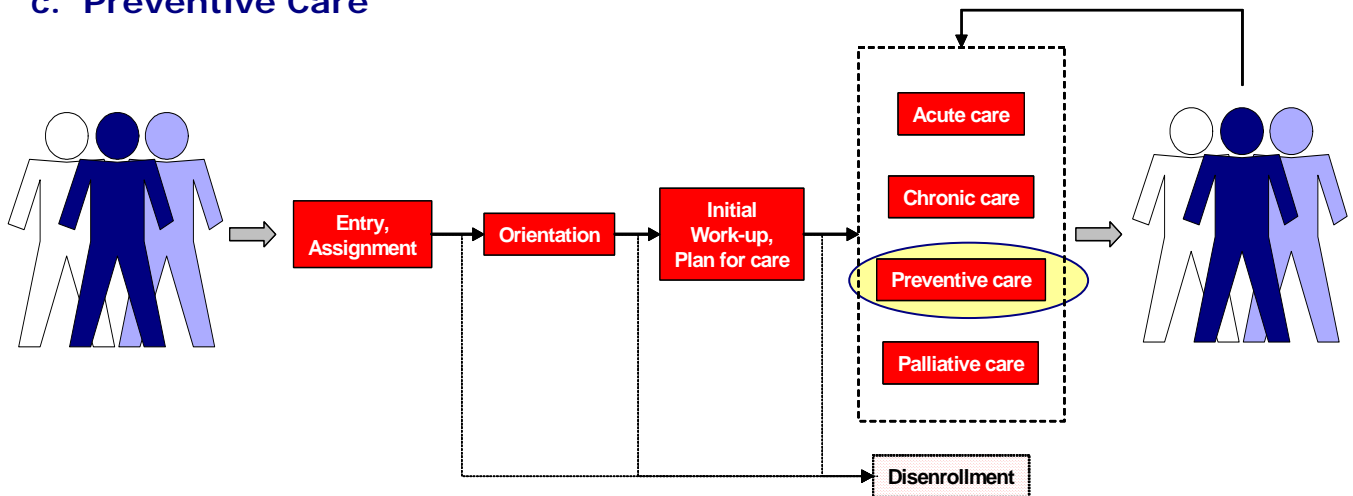 c. Preventive Care
Entry,
Assignment
Orientation
Initial
Work-up,
Plan for care
Acute care
Chronic care
Preventive care
Palliative care
Disenrollment